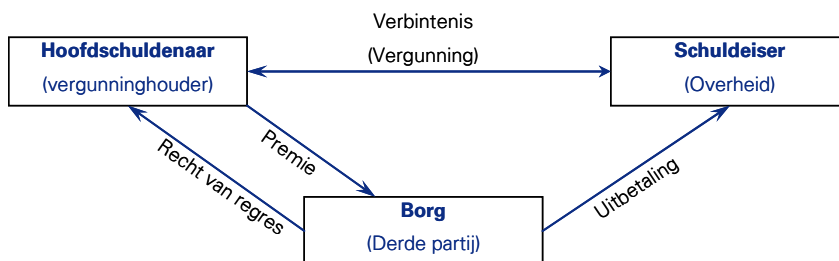 Verbintenis
(Vergunning)
Hoofdschuldenaar
(vergunninghouder)
Schuldeiser
(Overheid)
Recht van regres
Premie
Uitbetaling
Borg
(Derde partij)